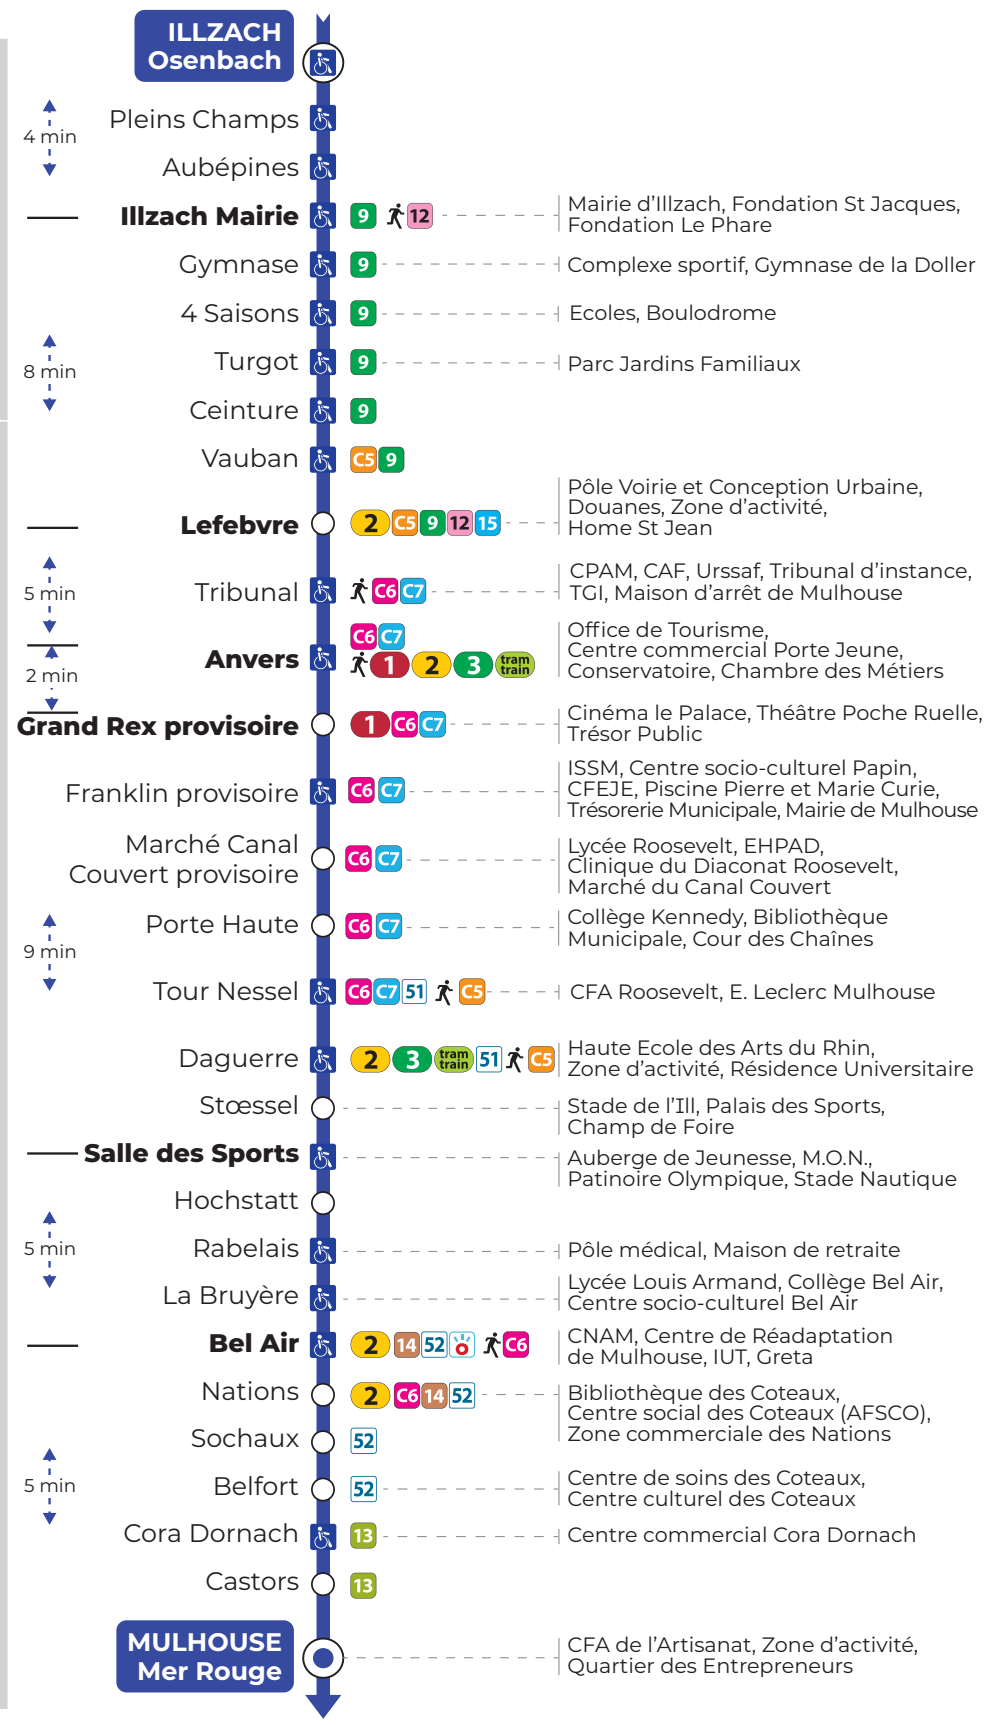 ILLZACH
Osenbach
Pleins Champs
4 min
Aubépines
Illzach Mairie 9 12 Mairie d'Illzach, Fondation St Jacques,
Fondation Le Phare
Gymnase 9 Complexe sportif, Gymnase de la Doller
4 Saisons 9 Ecoles, Boulodrome
Turgot 9 Parc Jardins Familiaux
8 min
Ceinture 9
Vauban C5 9
Pôle Voirie et Conception Urbaine,
Douanes, Zone d'activité,
Home St Jean
Lefebvre 2 C5 9 12 15
5 min
Tribunal C6 C7 CPAM, CAF, Urssaf, Tribunal d'instance,
TGI, Maison d'arrêt de Mulhouse
C6 C7
Anvers 1 2 3 tram
train
Office de Tourisme,
Centre commercial Porte Jeune,
Conservatoire, Chambre des Métiers
2 min
Grand Rex provisoire 1 C6 C7 Cinéma le Palace, Théâtre Poche Ruelle,
Trésor Public
Franklin provisoire C6 C7 ISSM, Centre socio-culturel Papin,
CFEJE, Piscine Pierre et Marie Curie,
Trésorerie Municipale, Mairie de Mulhouse
Marché Canal
Couvert provisoire C6 C7 Lycée Roosevelt, EHPAD,
Clinique du Diaconat Roosevelt,
Marché du Canal Couvert
Porte Haute C6 C7 Collège Kennedy, Bibliothèque
Municipale, Cour des Chaînes
9 min
Tour Nessel C6 C7 51 C5 CFA Roosevelt, E. Leclerc Mulhouse
Daguerre 2 3 tram
train 51 C5 Haute Ecole des Arts du Rhin,
Zone d'activité, Résidence Universitaire
Stœssel Stade de l'Ill, Palais des Sports,
Champ de Foire
Salle des Sports Auberge de Jeunesse, M.O.N.,
Patinoire Olympique, Stade Nautique
Hochstatt
5 min
Rabelais Pôle médical, Maison de retraite
La Bruyère Lycée Louis Armand, Collège Bel Air,
Centre socio-culturel Bel Air
Bel Air 2 14 52 C6 CNAM, Centre de Réadaptation
de Mulhouse, IUT, Greta
Nations 2 C6 14 52 Bibliothèque des Coteaux,
Centre social des Coteaux (AFSCO),
Zone commerciale des Nations
Sochaux 52
5 min
Belfort 52 Centre de soins des Coteaux,
Centre culturel des Coteaux
Cora Dornach 13 Centre commercial Cora Dornach
Castors 13
MULHOUSE
Mer Rouge
CFA de l'Artisanat, Zone d'activité,
Quartier des Entrepreneurs